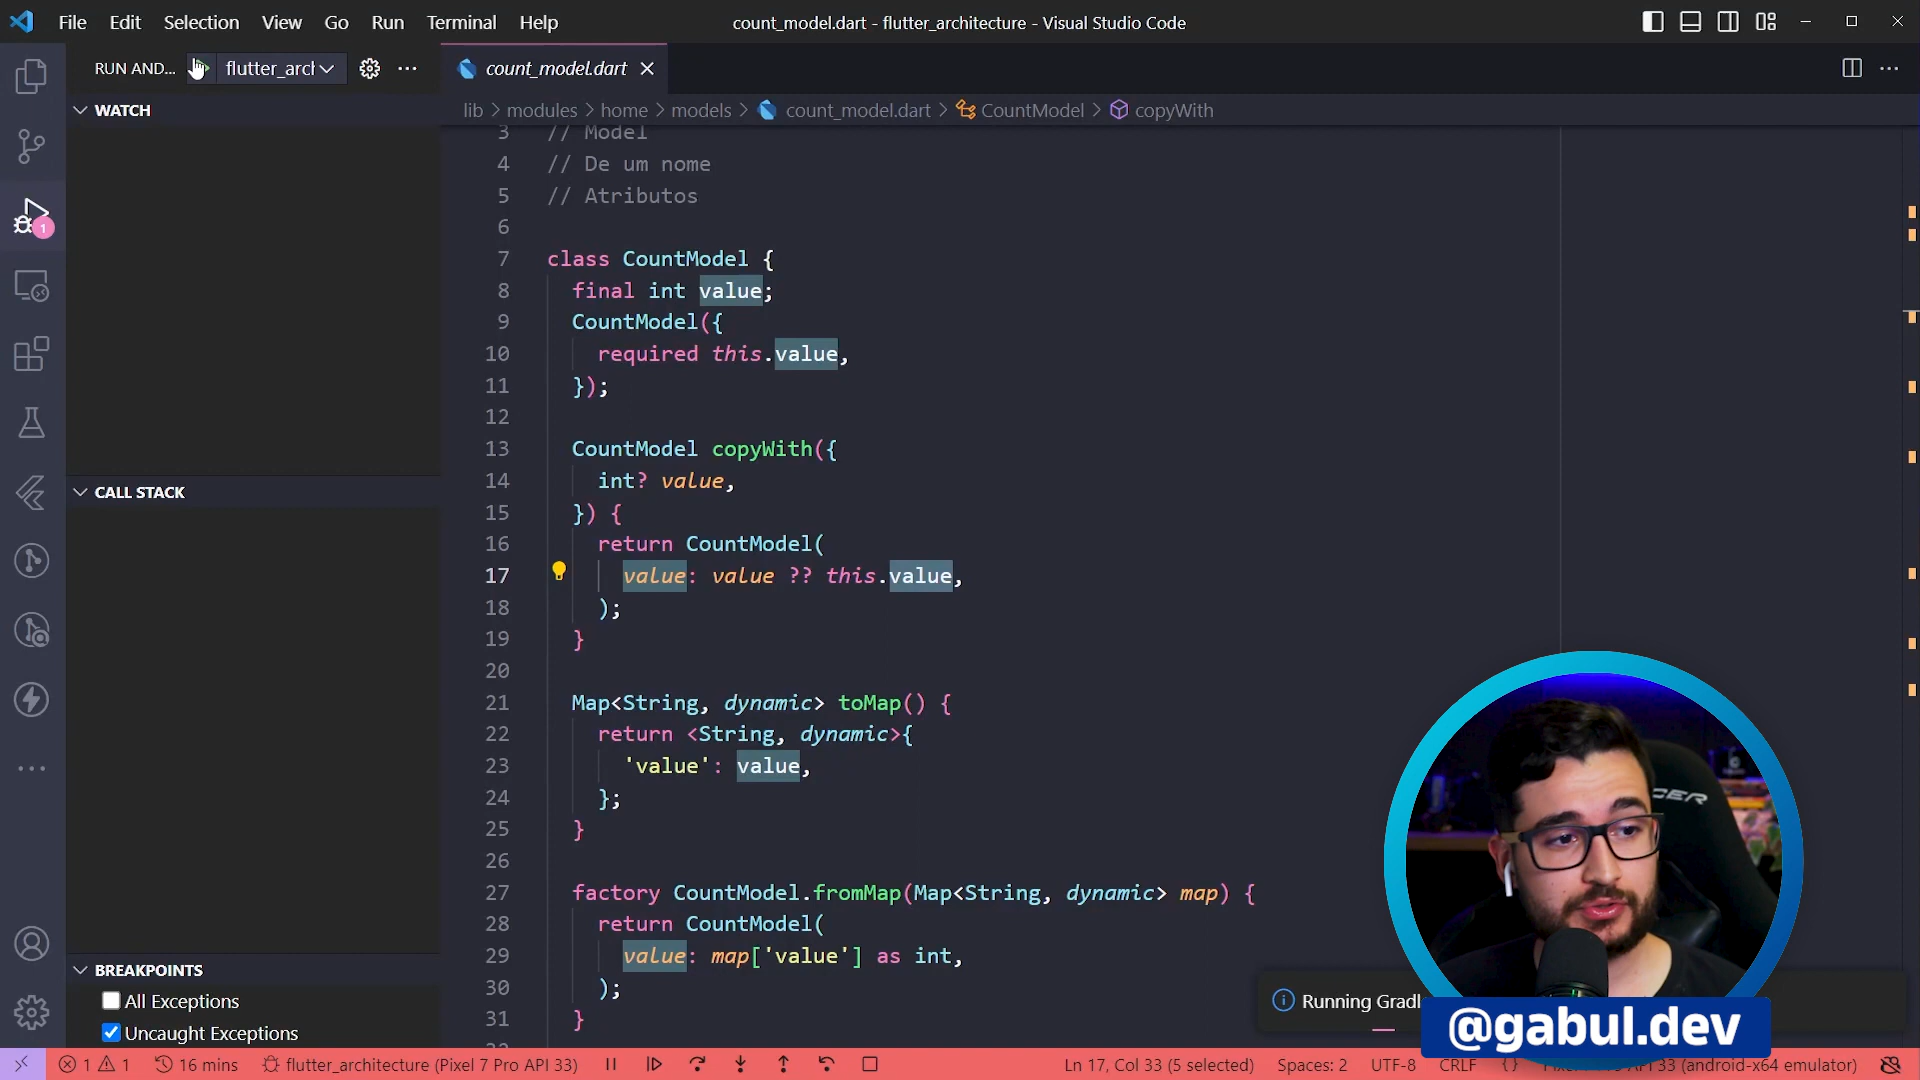 File Edit Selection View Go Run Terminal Help
count_model.dart - flutter_architecture - Visual Studio Code
RUN AND... flutter_arch
count_model.dart
WATCH
lib modules home models count_model.dart CountModel copyWith
3 // Model
4 // De um nome
5 // Atributos
6
7 class CountModel {
8 final int value;
9 CountModel({
10 required this.value,
11 });
12
13 CountModel copyWith({
14 int? value,
15 }) {
16 return CountModel(
17 value: value ?? this.value,
18 );
19 }
20
21 Map<String, dynamic> toMap() {
22 return <String, dynamic>{
23 'value': value,
24 };
25 }
26
27 factory CountModel.fromMap(Map<String, dynamic> map) {
28 return CountModel(
29 value: map['value'] as int,
30 );
31 }
1
CALL STACK
BREAKPOINTS
All Exceptions
Uncaught Exceptions
Running Gradl
@gabul.dev
1 1 16 mins flutter_architecture (Pixel 7 Pro API 33) Ln 17, Col 33 (5 selected) Spaces: 2 UTF-8 CRLF {} Pixel 7 Pro API 33 (android-x64 emulator)